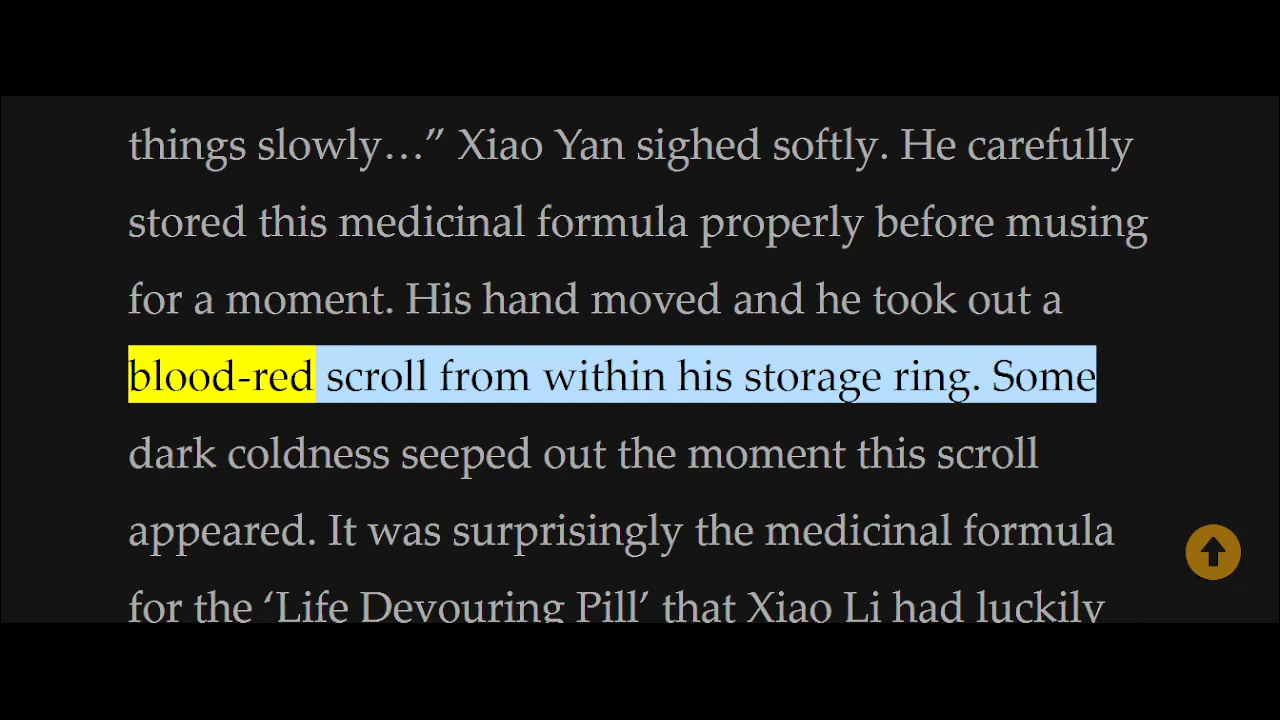 things slowly…” Xiao Yan sighed softly. He carefully
stored this medicinal formula properly before musing
for a moment. His hand moved and he took out a
blood-red scroll from within his storage ring. Some
dark coldness seeped out the moment this scroll
appeared. It was surprisingly the medicinal formula
for the ‘Life Devouring Pill’ that Xiao Li had luckily